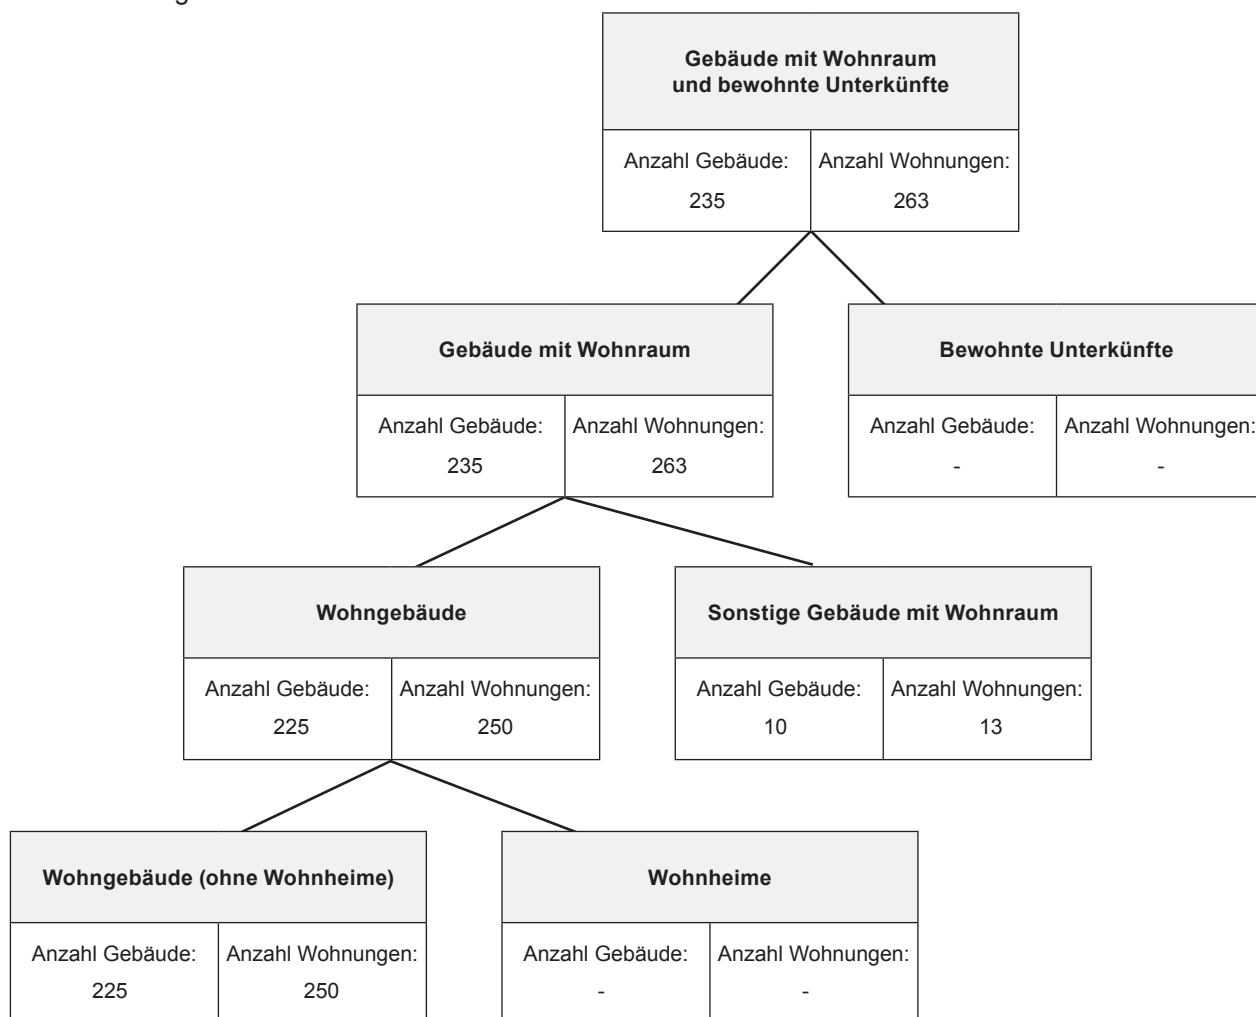 Gebäude mit Wohnraum
und bewohnte Unterkünfte
Anzahl Gebäude: Anzahl Wohnungen:
235 263
Gebäude mit Wohnraum Bewohnte Unterkünfte
Anzahl Gebäude: Anzahl Wohnungen: Anzahl Gebäude: Anzahl Wohnungen:
235 263 - -
Wohngebäude Sonstige Gebäude mit Wohnraum
Anzahl Gebäude: Anzahl Wohnungen: Anzahl Gebäude: Anzahl Wohnungen:
225 250 10 13
Wohngebäude (ohne Wohnheime) Wohnheime
Anzahl Gebäude: Anzahl Wohnungen: Anzahl Gebäude: Anzahl Wohnungen:
225 250 - -